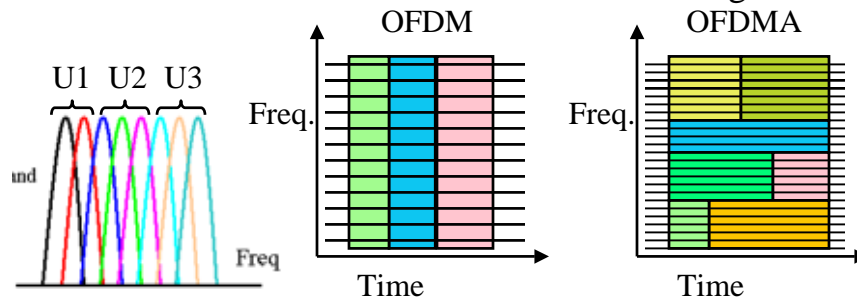 OFDM
OFDMA
U1 U2 U3
Freq.
Freq.
Freq
Time
Time